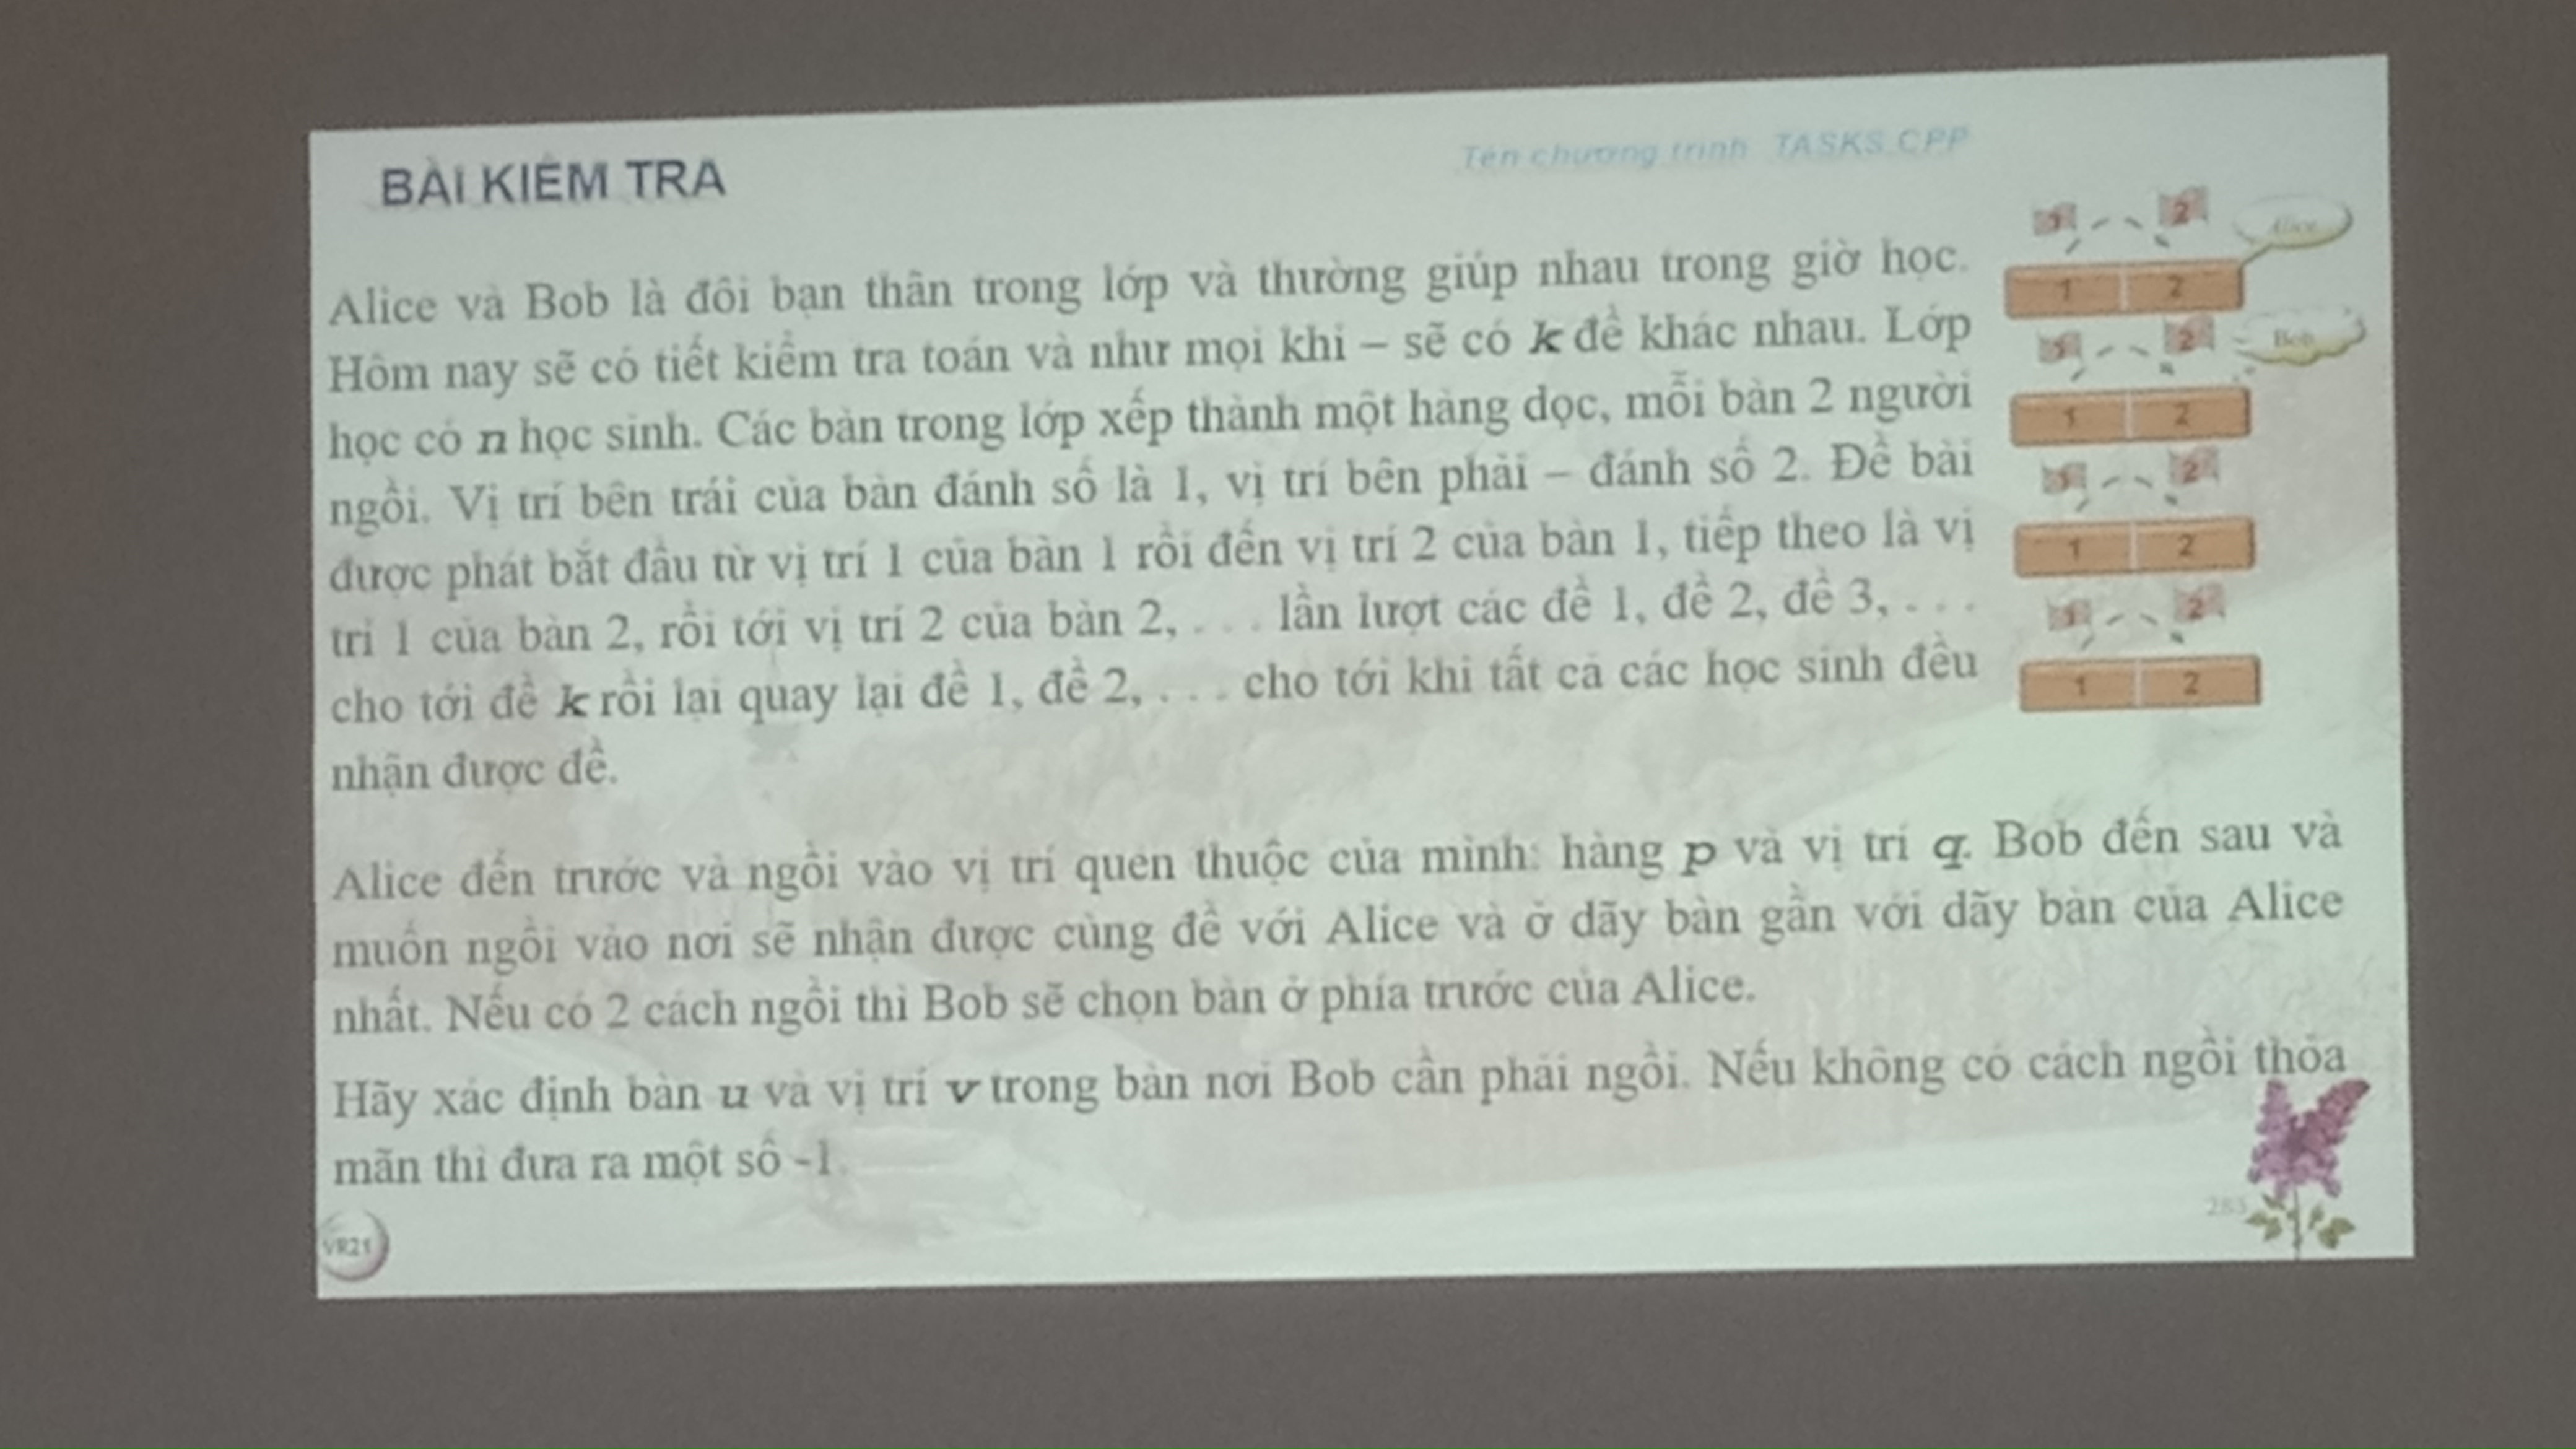 BÀI KIỂM TRA
Tên chương trình TASKS.CPP
Alice và Bob là đôi bạn thân trong lớp và thường giúp nhau trong giờ học.
Hôm nay sẽ có tiết kiểm tra toán và như mọi khi – sẽ có k đề khác nhau. Lớp
học có n học sinh. Các bàn trong lớp xếp thành một hàng dọc, mỗi bàn 2 người
ngồi. Vị trí bên trái của bàn đánh số là 1, vị trí bên phải – đánh số 2. Đề bài
được phát bắt đầu từ vị trí 1 của bàn 1 rồi đến vị trí 2 của bàn 1, tiếp theo là vị
trí 1 của bàn 2, rồi tới vị trí 2 của bàn 2, . . . lần lượt các đề 1, đề 2, đề 3, . . .
cho tới đề k rồi lại quay lại đề 1, đề 2, . . . cho tới khi tất cả các học sinh đều
nhận được đề.
1 2 Alice
1 2
1 2 Bob
1 2
1 2
1 2
1 2
1 2
Alice đến trước và ngồi vào vị trí quen thuộc của mình: hàng p và vị trí q. Bob đến sau và
muốn ngồi vào nơi sẽ nhận được cùng đề với Alice và ở dãy bàn gần với dãy bàn của Alice
nhất. Nếu có 2 cách ngồi thì Bob sẽ chọn bàn ở phía trước của Alice.
Hãy xác định bàn u và vị trí v trong bàn nơi Bob cần phải ngồi. Nếu không có cách ngồi thỏa
mãn thì đưa ra một số -1.
VR21